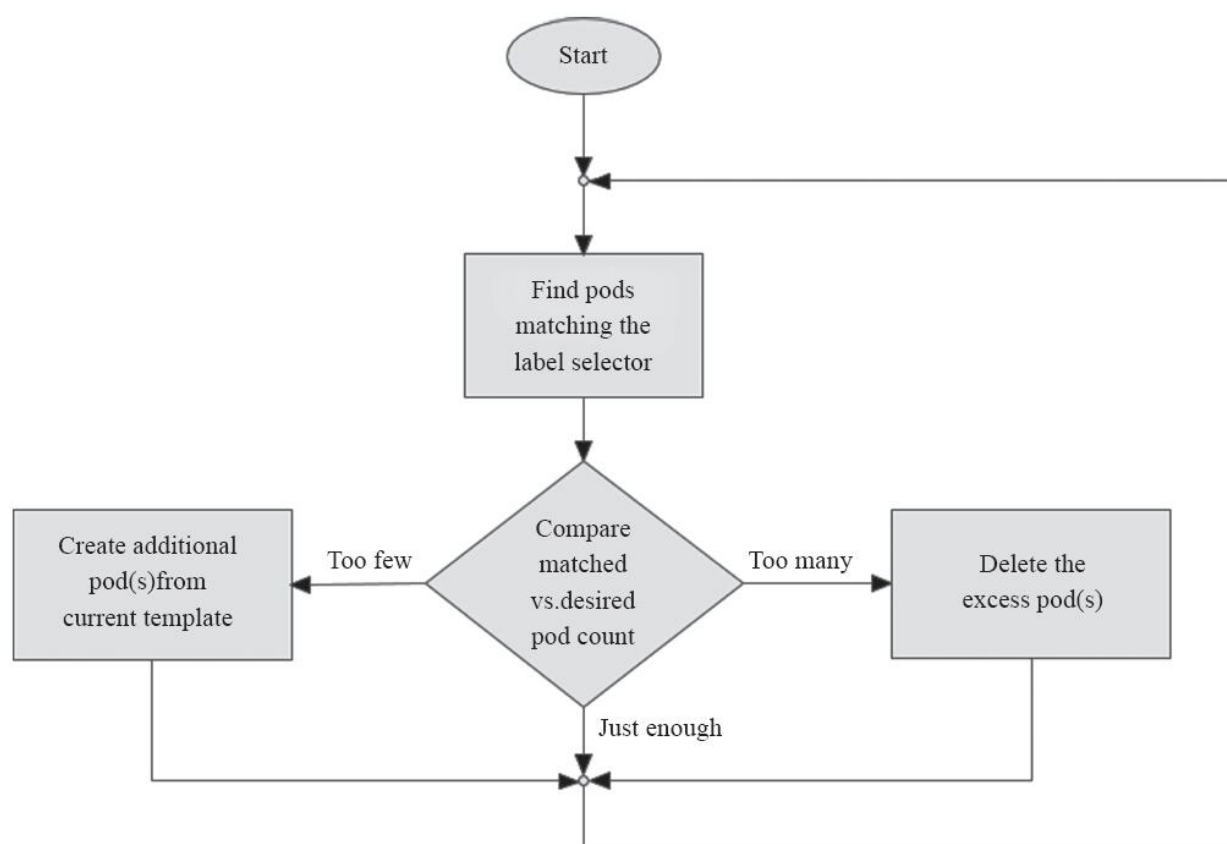 Start
Find pods
matching the
label selector
Create additional
pod(s)from
current template
Too few
Compare
matched
vs.desired
pod count
Too many
Delete the
excess pod(s)
Just enough